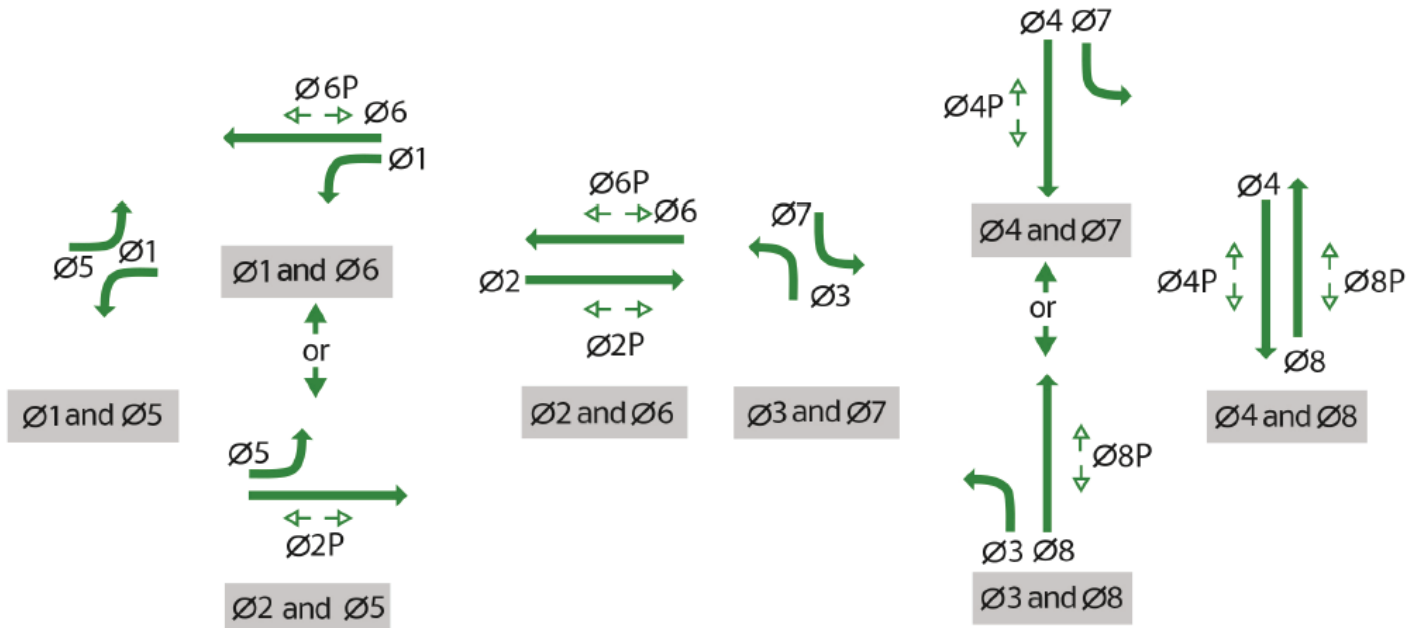 Ø5
Ø1
Ø1 and Ø5
Ø6P
Ø6
Ø1
Ø1 and Ø6
or
Ø5
Ø2P
Ø2 and Ø5
Ø6P
Ø6
Ø2
Ø2P
Ø2 and Ø6
Ø7
Ø3
Ø3 and Ø7
Ø4 Ø7
Ø4P
Ø4 and Ø7
or
Ø8P
Ø3 Ø8
Ø3 and Ø8
Ø4
Ø4P
Ø8P
Ø8
Ø4 and Ø8